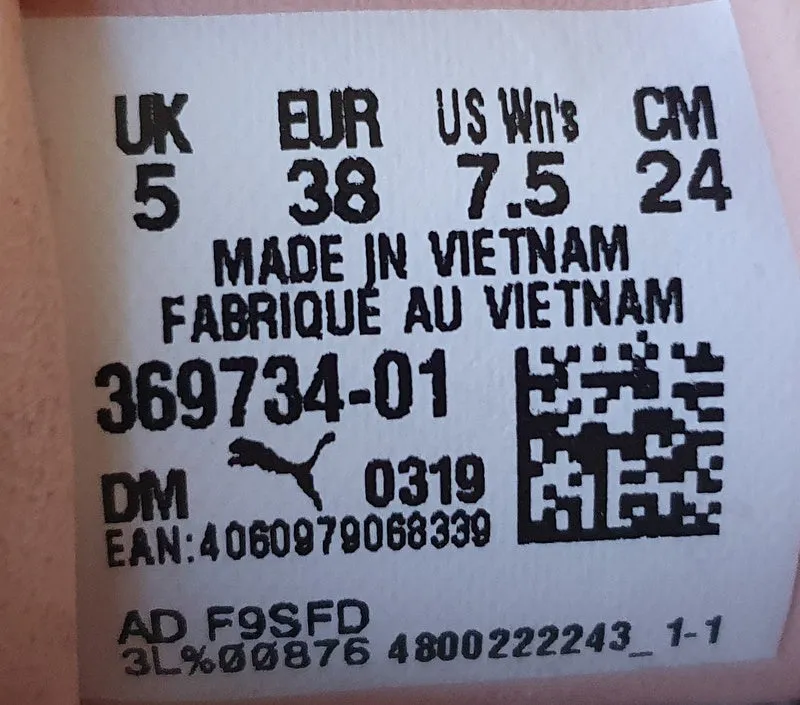 UK EUR US Wn's CM
5 38 7.5 24
MADE IN VIETNAM
FABRIQUÉ AU VIETNAM
369734-01
DM 0319
EAN:4060979068339
AD F9SFD
3L%00876 4800222243_ 1-1